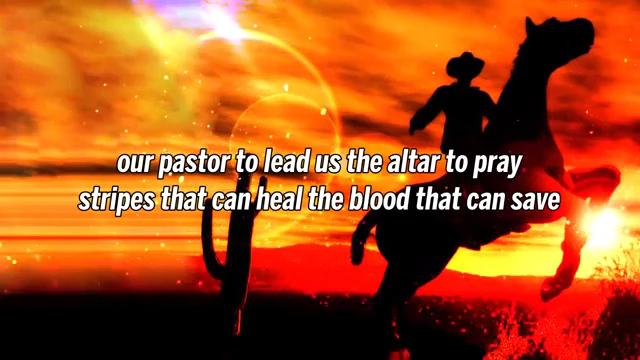 our pastor to lead us the altar to pray
stripes that can heal the blood that can save